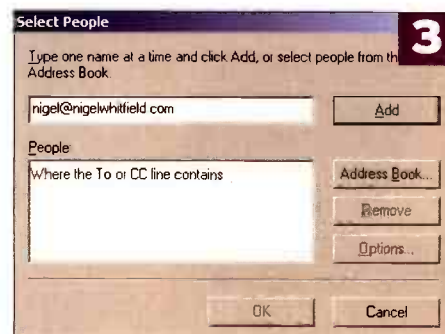 Select People
3
Type one name at a time and click Add, or select people from th
Address Book.
nigel@nigelwhitfield com
Add
People:
Where the To or CC line contains
Address Book...
Remove
Options...
OK
Cancel